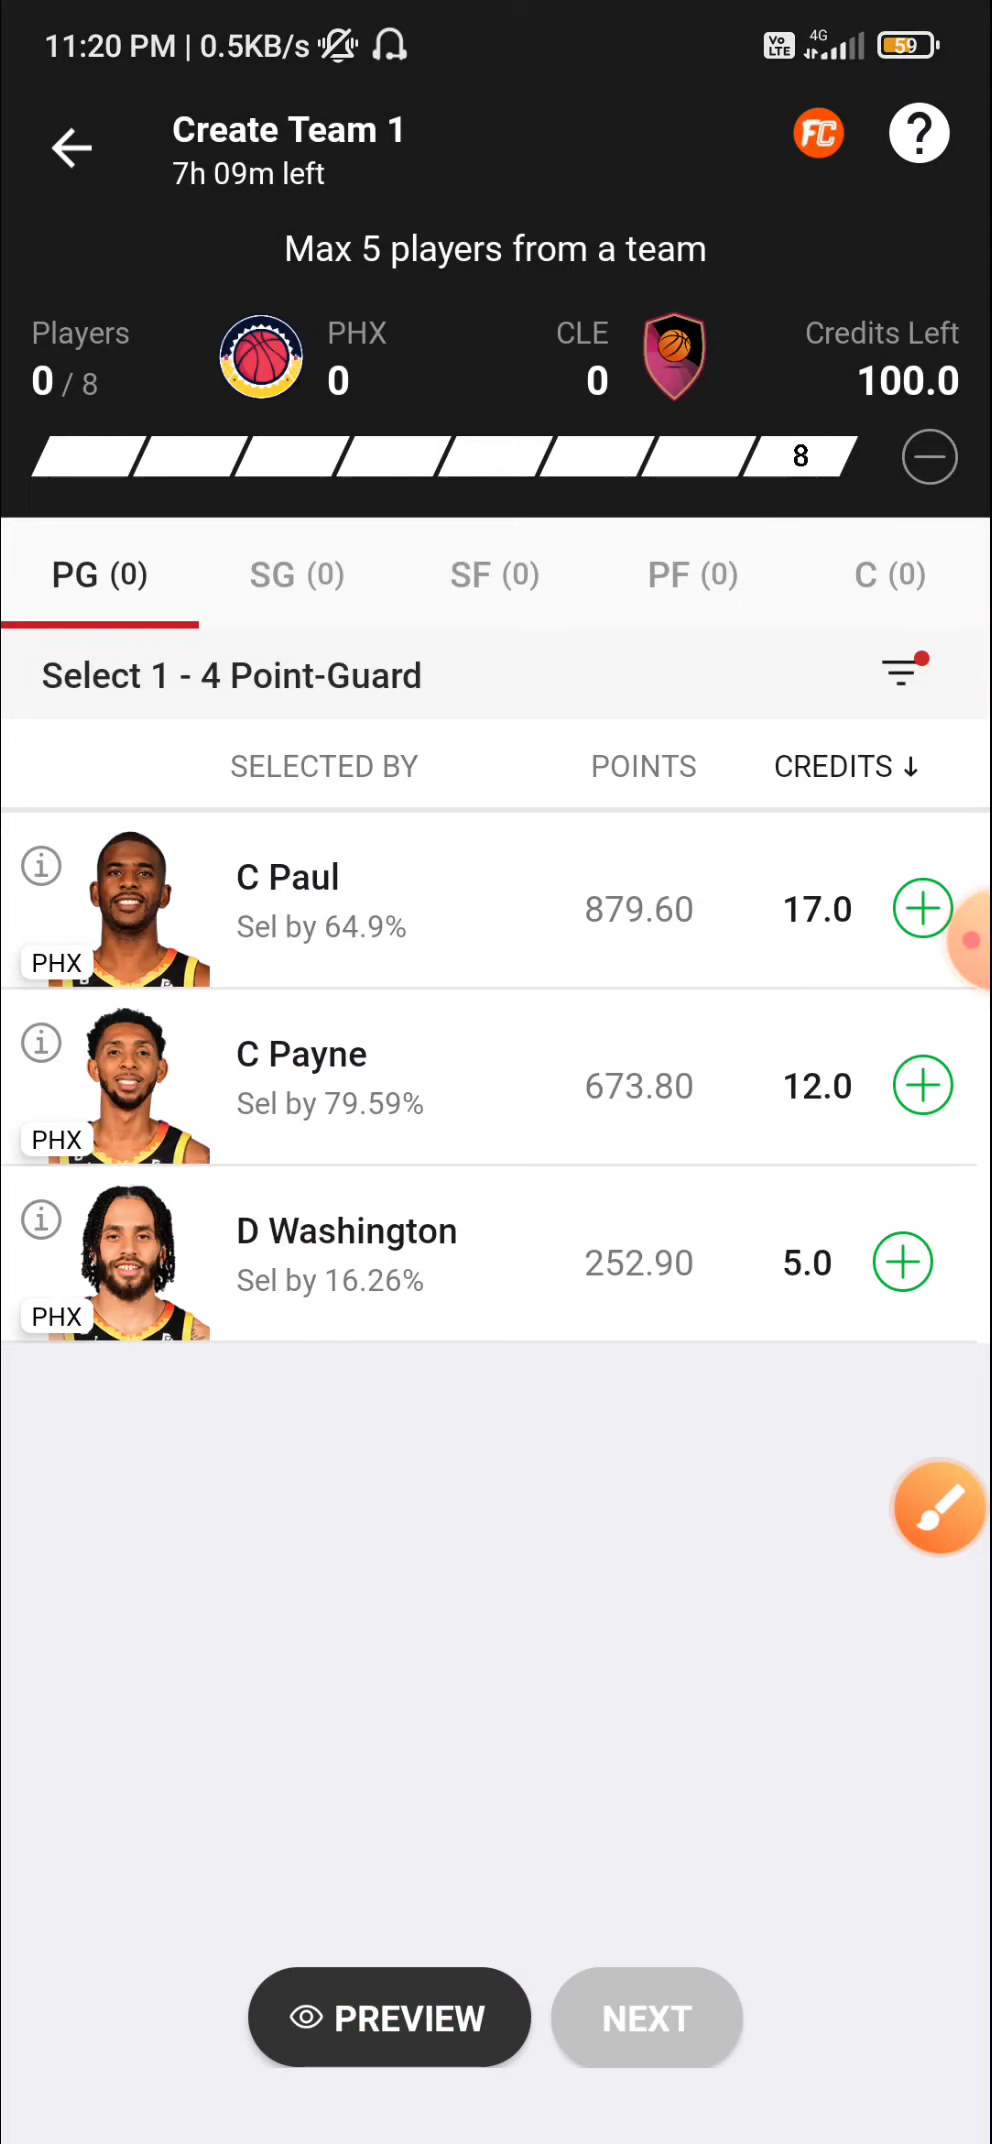 11:20 PM | 0.5KB/s
Vo LTE 4G 59
Create Team 1
7h 09m left
FC
?
Max 5 players from a team
Players PHX CLE Credits Left
0 / 8 0 0 100.0
8
PG (0) SG (0) SF (0) PF (0) C (0)
Select 1 - 4 Point-Guard
SELECTED BY POINTS CREDITS ↓
C Paul
Sel by 64.9%
879.60 17.0
PHX
C Payne
Sel by 79.59%
673.80 12.0
PHX
D Washington
Sel by 16.26%
252.90 5.0
PHX
PREVIEW NEXT